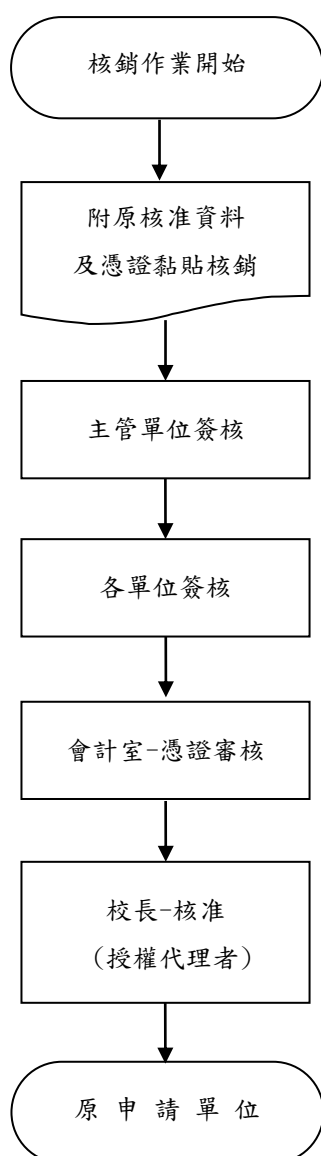 核銷作業開始
附原核准資料
及憑證黏貼核銷
主管單位簽核
各單位簽核
會計室-憑證審核
校長-核准
(授權代理者)
原申請單位